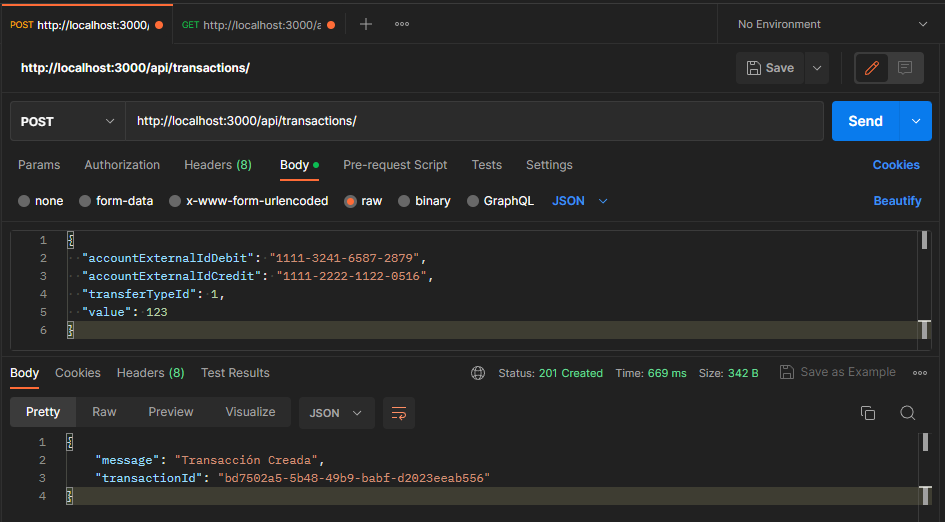 POST http://localhost:3000/ GET http://localhost:3000/a No Environment
http://localhost:3000/api/transactions/ Save
POST http://localhost:3000/api/transactions/ Send
Params Authorization Headers (8) Body Pre-request Script Tests Settings Cookies
none form-data x-www-form-urlencoded raw binary GraphQL JSON Beautify
1 {
2 "accountExternalIdDebit": "1111-3241-6587-2879",
3 "accountExternalIdCredit": "1111-2222-1122-0516",
4 "transferTypeId": 1,
5 "value": 123
6 }
Body Cookies Headers (8) Test Results Status: 201 Created Time: 669 ms Size: 342 B Save as Example
Pretty Raw Preview Visualize JSON
1 {
2 "message": "Transacción Creada",
3 "transactionId": "bd7502a5-5b48-49b9-babf-d2023eeab556"
4 }